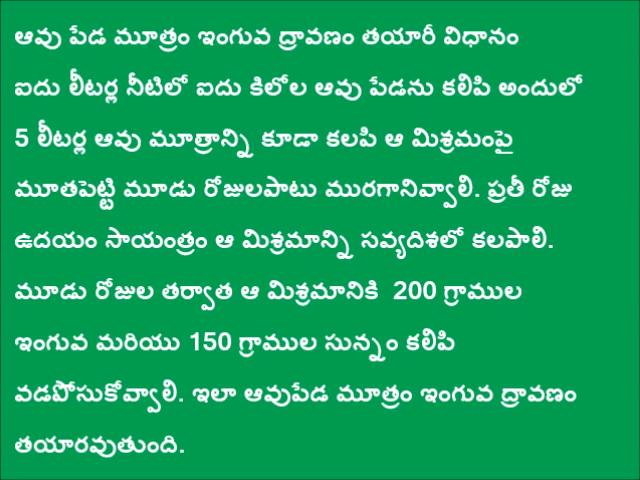 ఆవు పేడ మూత్రం ఇంగువ ద్రావణం తయారీ విధానం
ఐదు లీటర్ల నీటిలో ఐదు కిలోల ఆవు పేడను కలిపి అందులో
5 లీటర్ల ఆవు మూత్రాన్ని కూడా కలపి ఆ మిశ్రమంపై
మూతపెట్టి మూడు రోజులపాటు మురగానివ్వాలి. ప్రతీ రోజు
ఉదయం సాయంత్రం ఆ మిశ్రమాన్ని సవ్యదిశలో కలపాలి.
మూడు రోజుల తర్వాత ఆ మిశ్రమానికి 200 గ్రాముల
ఇంగువ మరియు 150 గ్రాముల సున్నం కలిపి
వడపోసుకోవ్వాలి. ఇలా ఆవుపేడ మూత్రం ఇంగువ ద్రావణం
తయారవుతుంది.